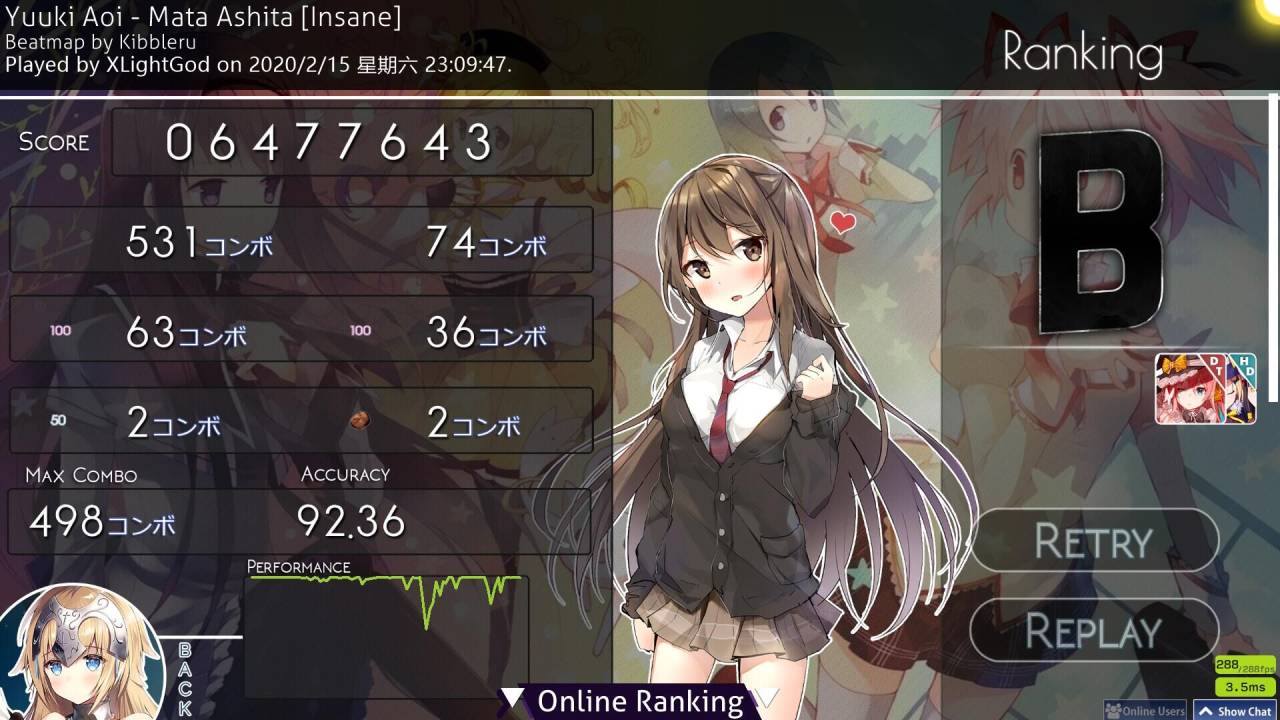 Yuuki Aoi - Mata Ashita [Insane]
Beatmap by Kibbleru
Played by XLightGod on 2020/2/15 星期六 23:09:47.
Ranking
SCORE 06477643
531コンボ 74コンボ
100 63コンボ 100 36コンボ
50 2コンボ 2コンボ
MAX COMBO ACCURACY
498コンボ 92.36
PERFORMANCE
B
DT HD
RETRY
REPLAY
BACK
Online Ranking
288/288fps
3.5ms
Online Users Show Chat